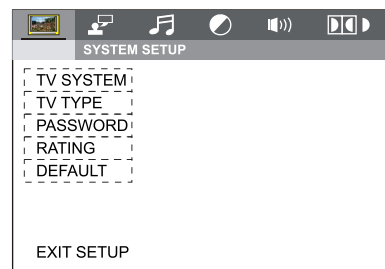 SYSTEM SETUP
TV SYSTEM
TV TYPE
PASSWORD
RATING
DEFAULT
EXIT SETUP